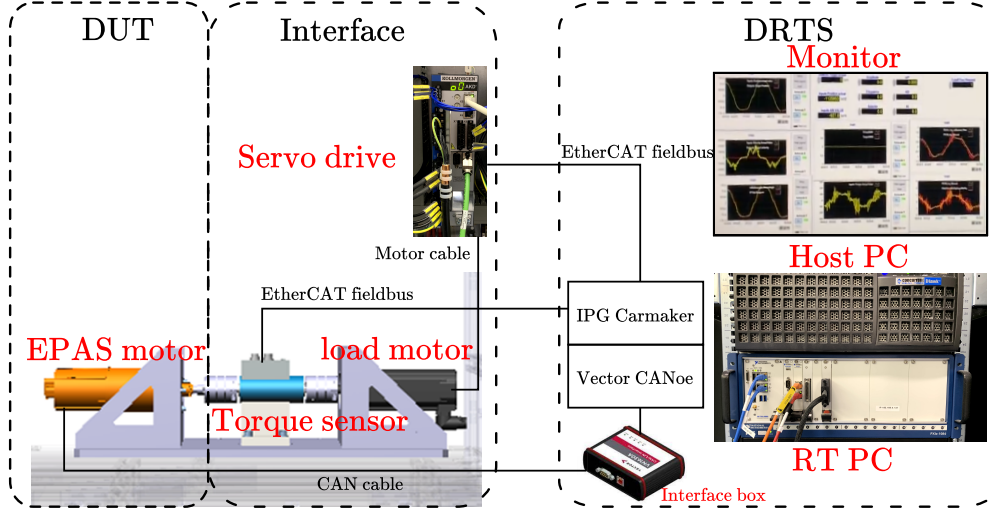 DUT
Interface
DRTS
Monitor
KOLLMORGEN
Servo drive
EtherCAT fieldbus
Motor cable
Host PC
EtherCAT fieldbus
IPG Carmaker
EPAS motor
load motor
Vector CANoe
Torque sensor
RT PC
CAN cable
Interface box